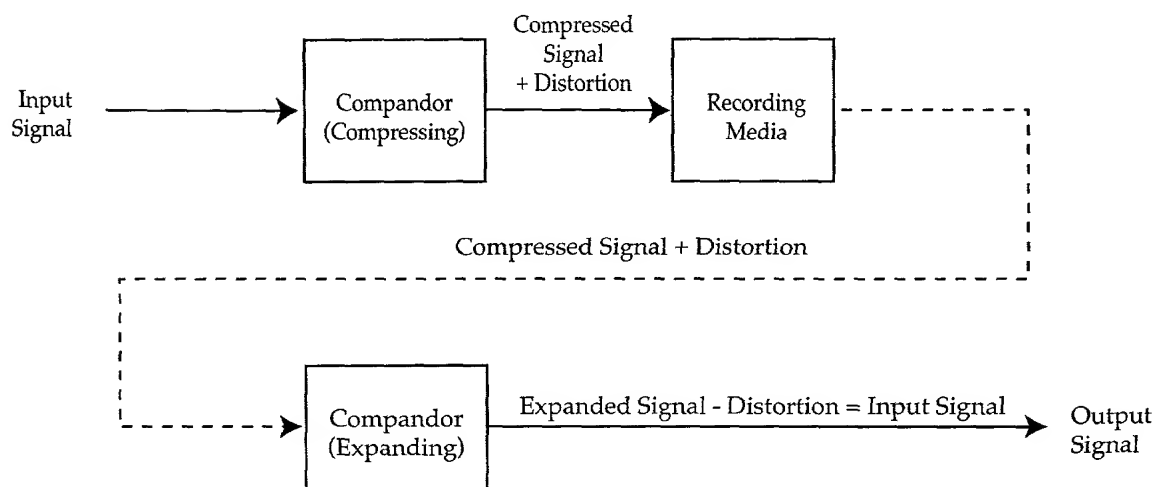 Input
Signal
Compandor
(Compressing)
Compressed
Signal
+ Distortion
Recording
Media
Compressed Signal + Distortion
Compandor
(Expanding)
Expanded Signal - Distortion = Input Signal
Output
Signal